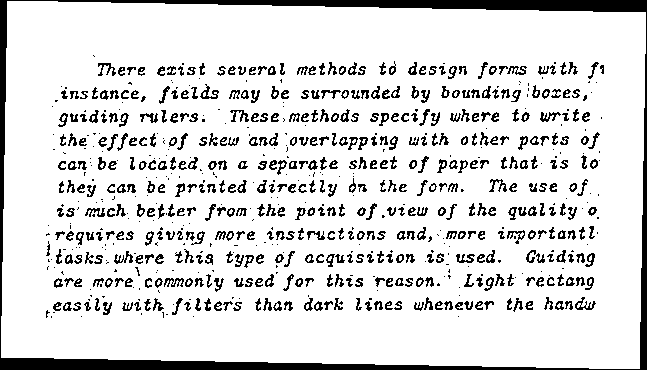 There exist several methods to design forms with fi
instance, fields may be surrounded by bounding boxes,
guiding rulers. These methods specify where to write
the effect of skew and overlapping with other parts of
can be located on a separate sheet of paper that is lo
they can be printed directly on the form. The use of
is much better from the point of view of the quality o
requires giving more instructions and, more importantl
tasks where this type of acquisition is used. Guiding
are more commonly used for this reason. Light rectang
easily with filters than dark lines whenever the handw